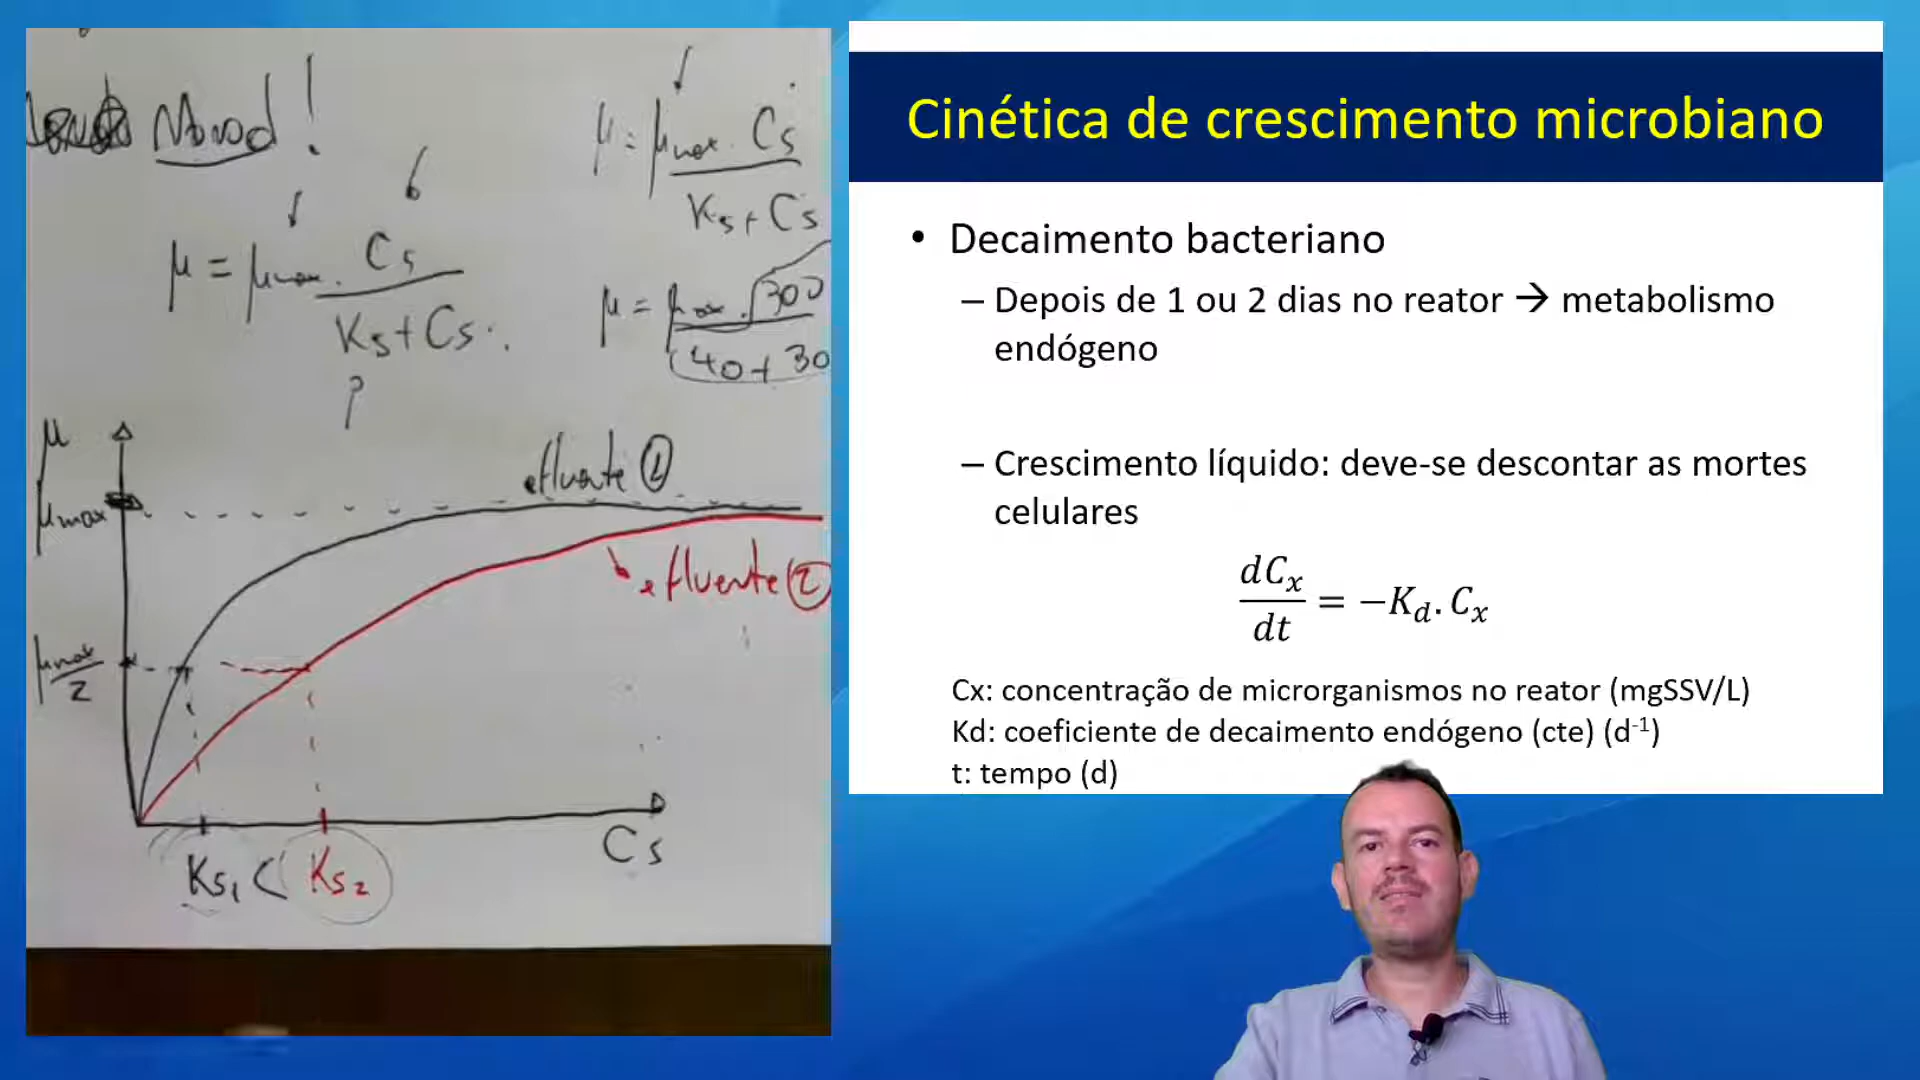 Monod !
μ = μmax . Cs
Ks + Cs .
?
μ = μmax . Cs
Ks + Cs
μ = μmax . 300
(40 + 30
μ
μmax
μmax
2
efluente 1
efluente 2
Ks1 < Ks2
Cs
Cinética de crescimento microbiano
• Decaimento bacteriano
– Depois de 1 ou 2 dias no reator → metabolismo
endógeno
– Crescimento líquido: deve-se descontar as mortes
celulares
dCx
dt
= −Kd. Cx
Cx: concentração de microrganismos no reator (mgSSV/L)
Kd: coeficiente de decaimento endógeno (cte) (d-1)
t: tempo (d)